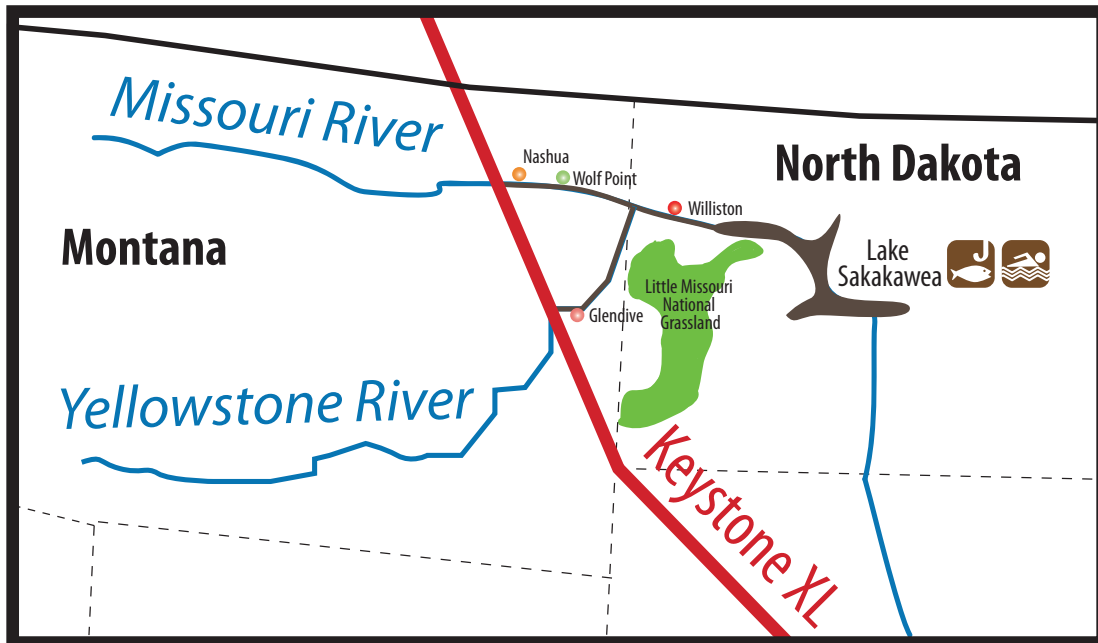 Missouri River
Nashua
Wolf Point
North Dakota
Williston
Montana
Lake
Sakakawea
Little Missouri
National
Grassland
Glendive
Yellowstone River
Keystone XL